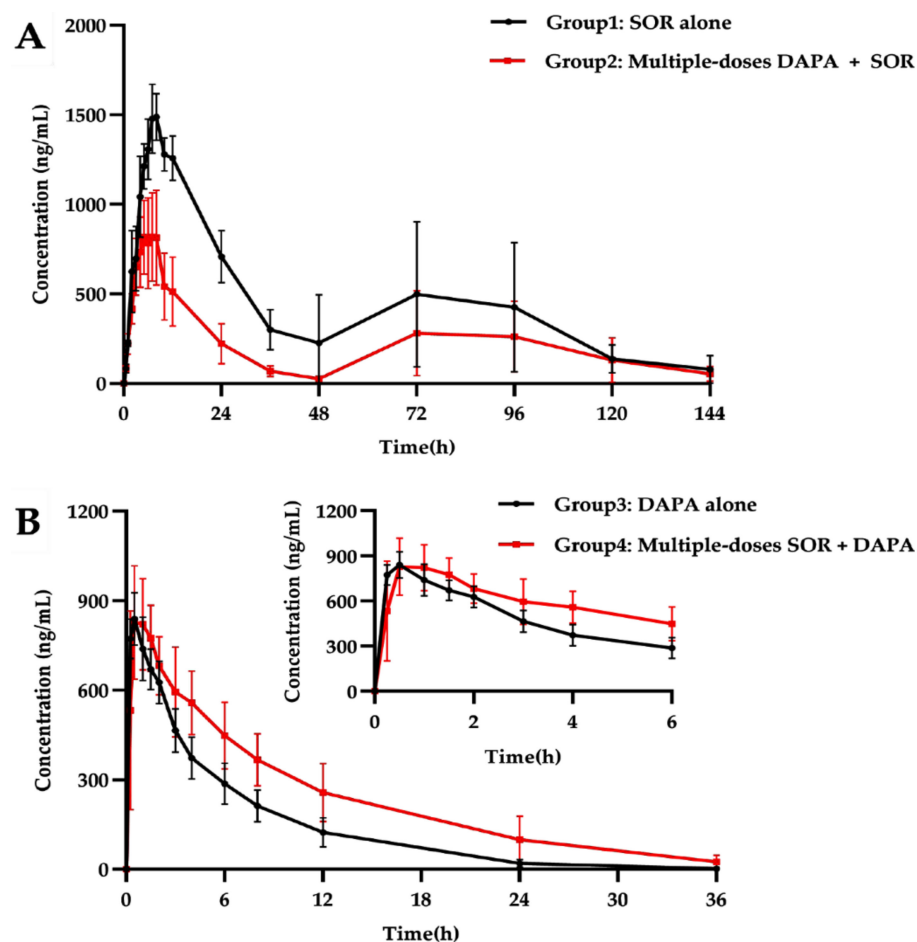 A
Group1: SOR alone
Group2: Multiple-doses DAPA + SOR
Concentration (ng/mL)
2000
1500
1000
500
0
0 24 48 72 96 120 144
Time(h)
B
Group3: DAPA alone
Group4: Multiple-doses SOR + DAPA
Concentration (ng/mL)
1200
900
600
300
0
0 6 12 18 24 30 36
Time(h)
Concentration (ng/mL)
1200
900
600
300
0
0 2 4 6
Time(h)